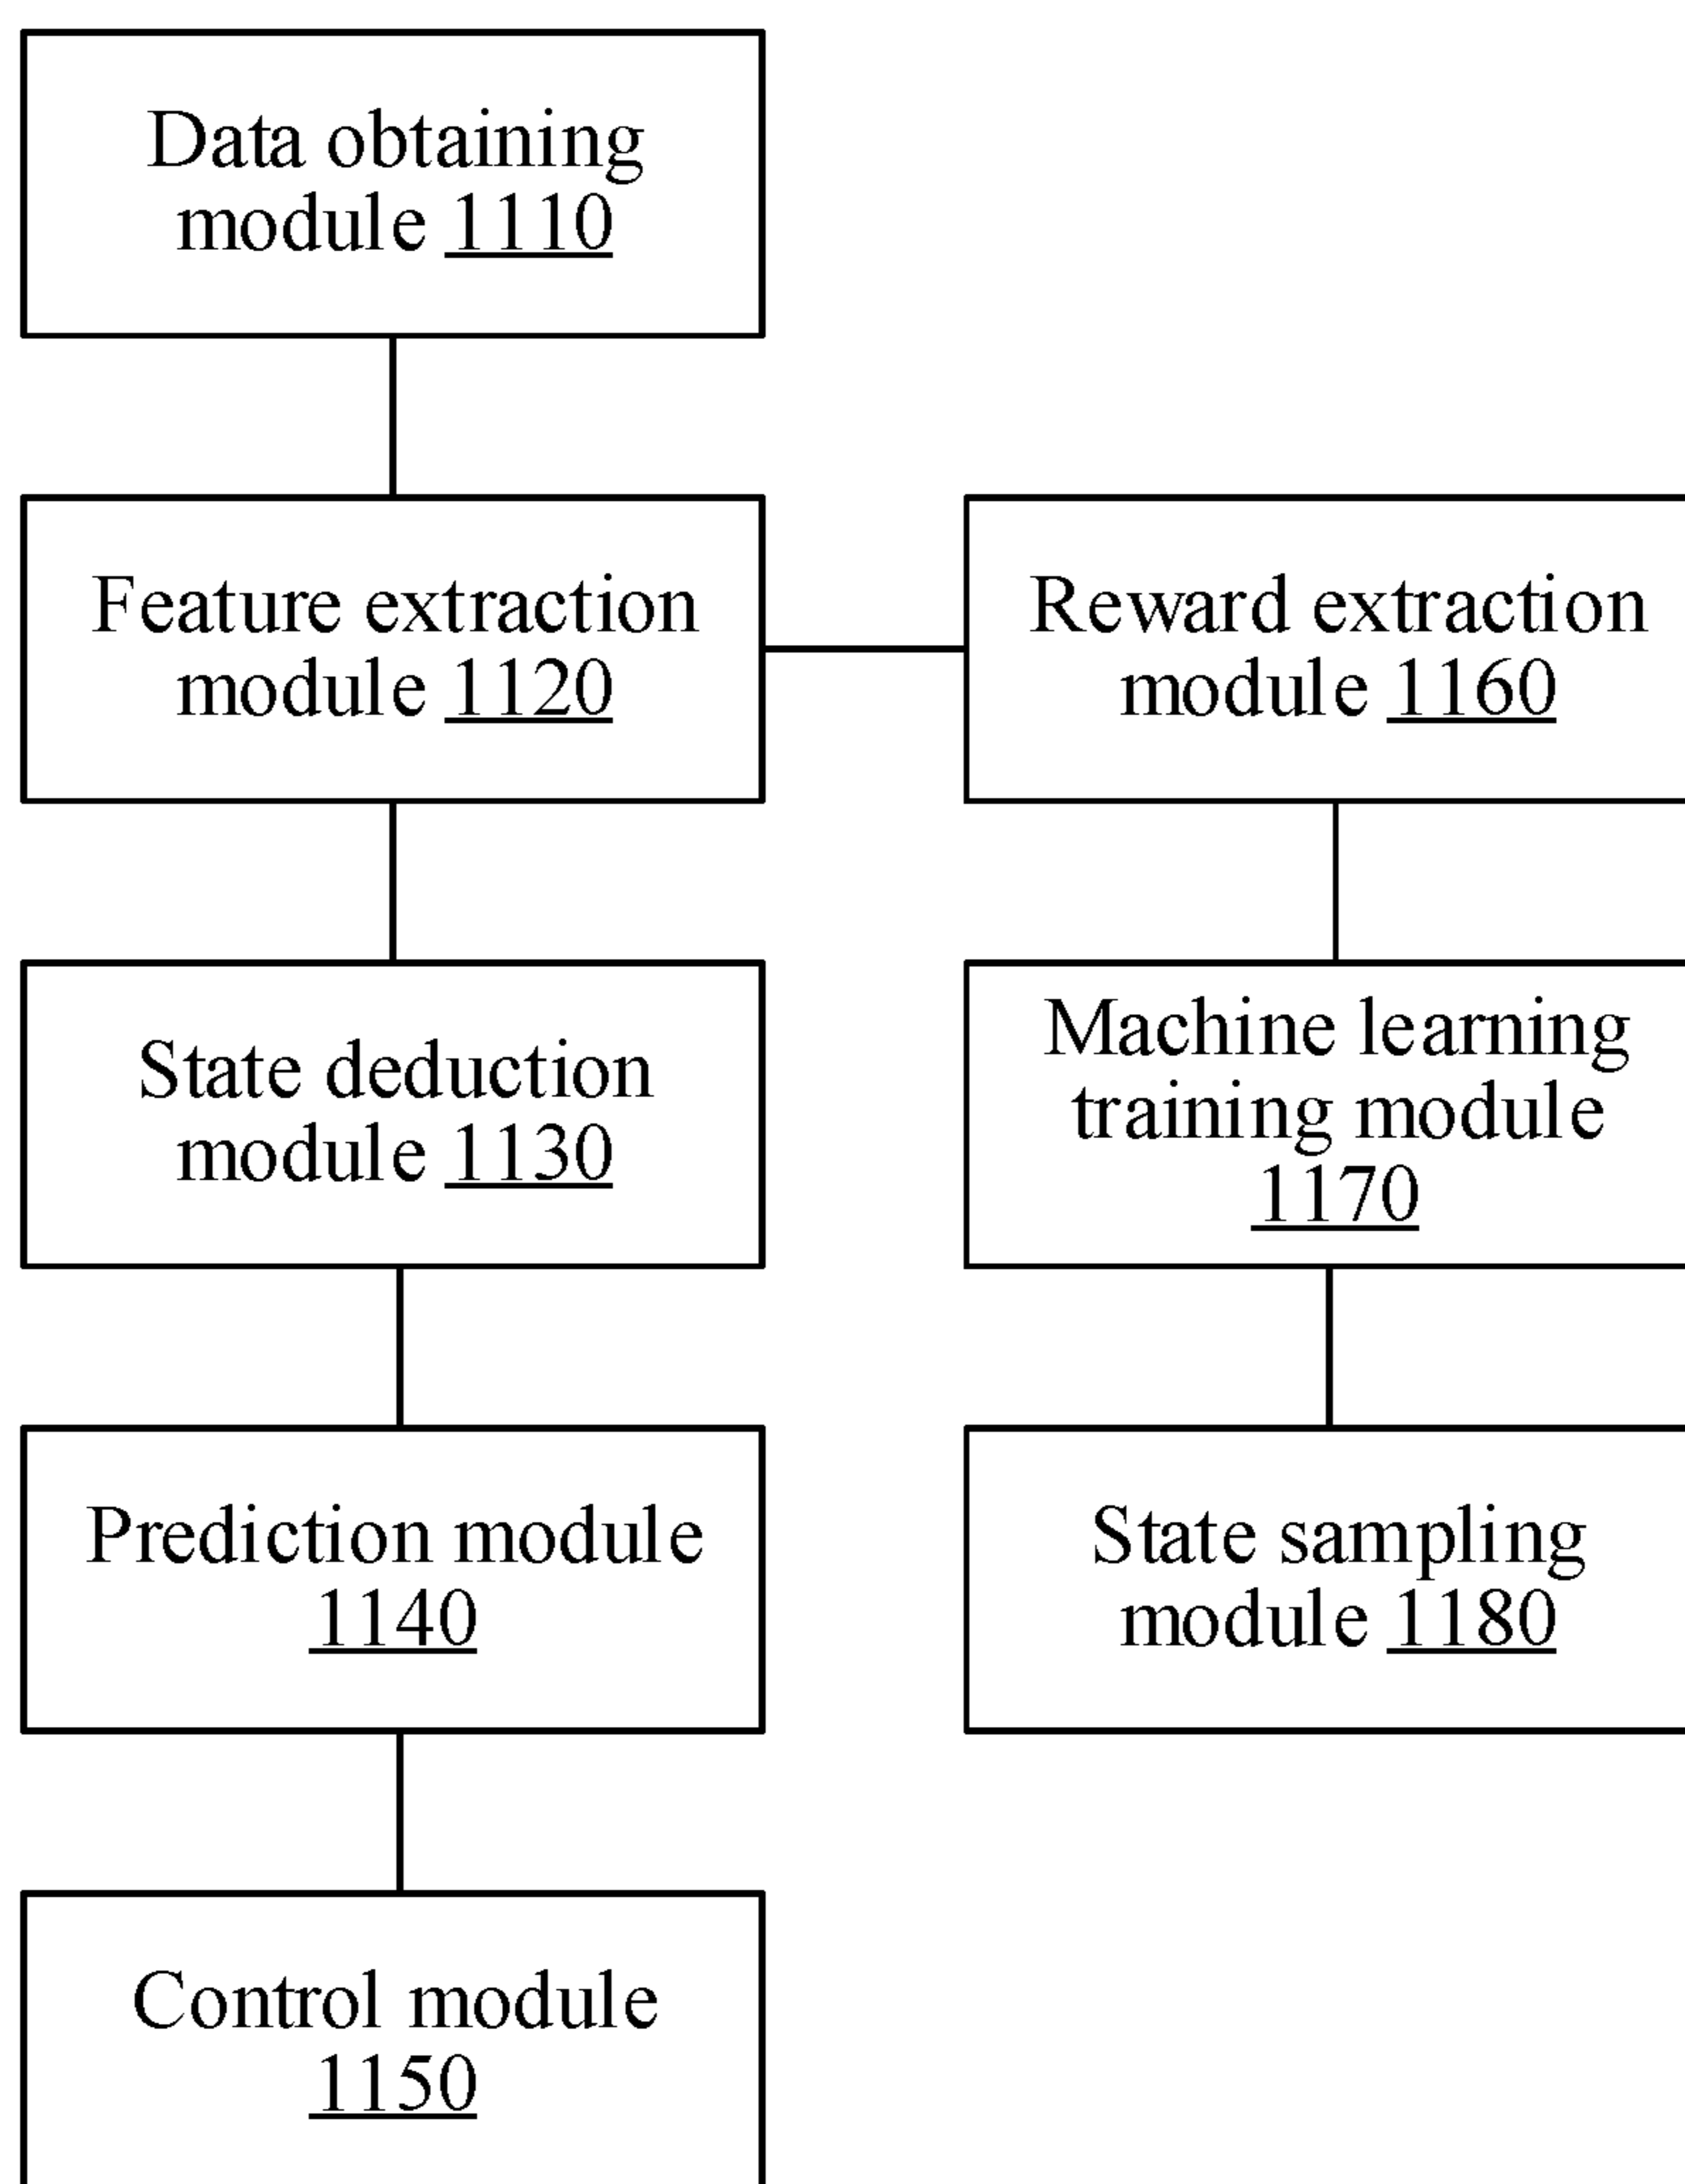 Data obtaining
module 1110
Feature extraction
module 1120
Reward extraction
module 1160
State deduction
module 1130
Machine learning
training module
1170
Prediction module
1140
State sampling
module 1180
Control module
1150